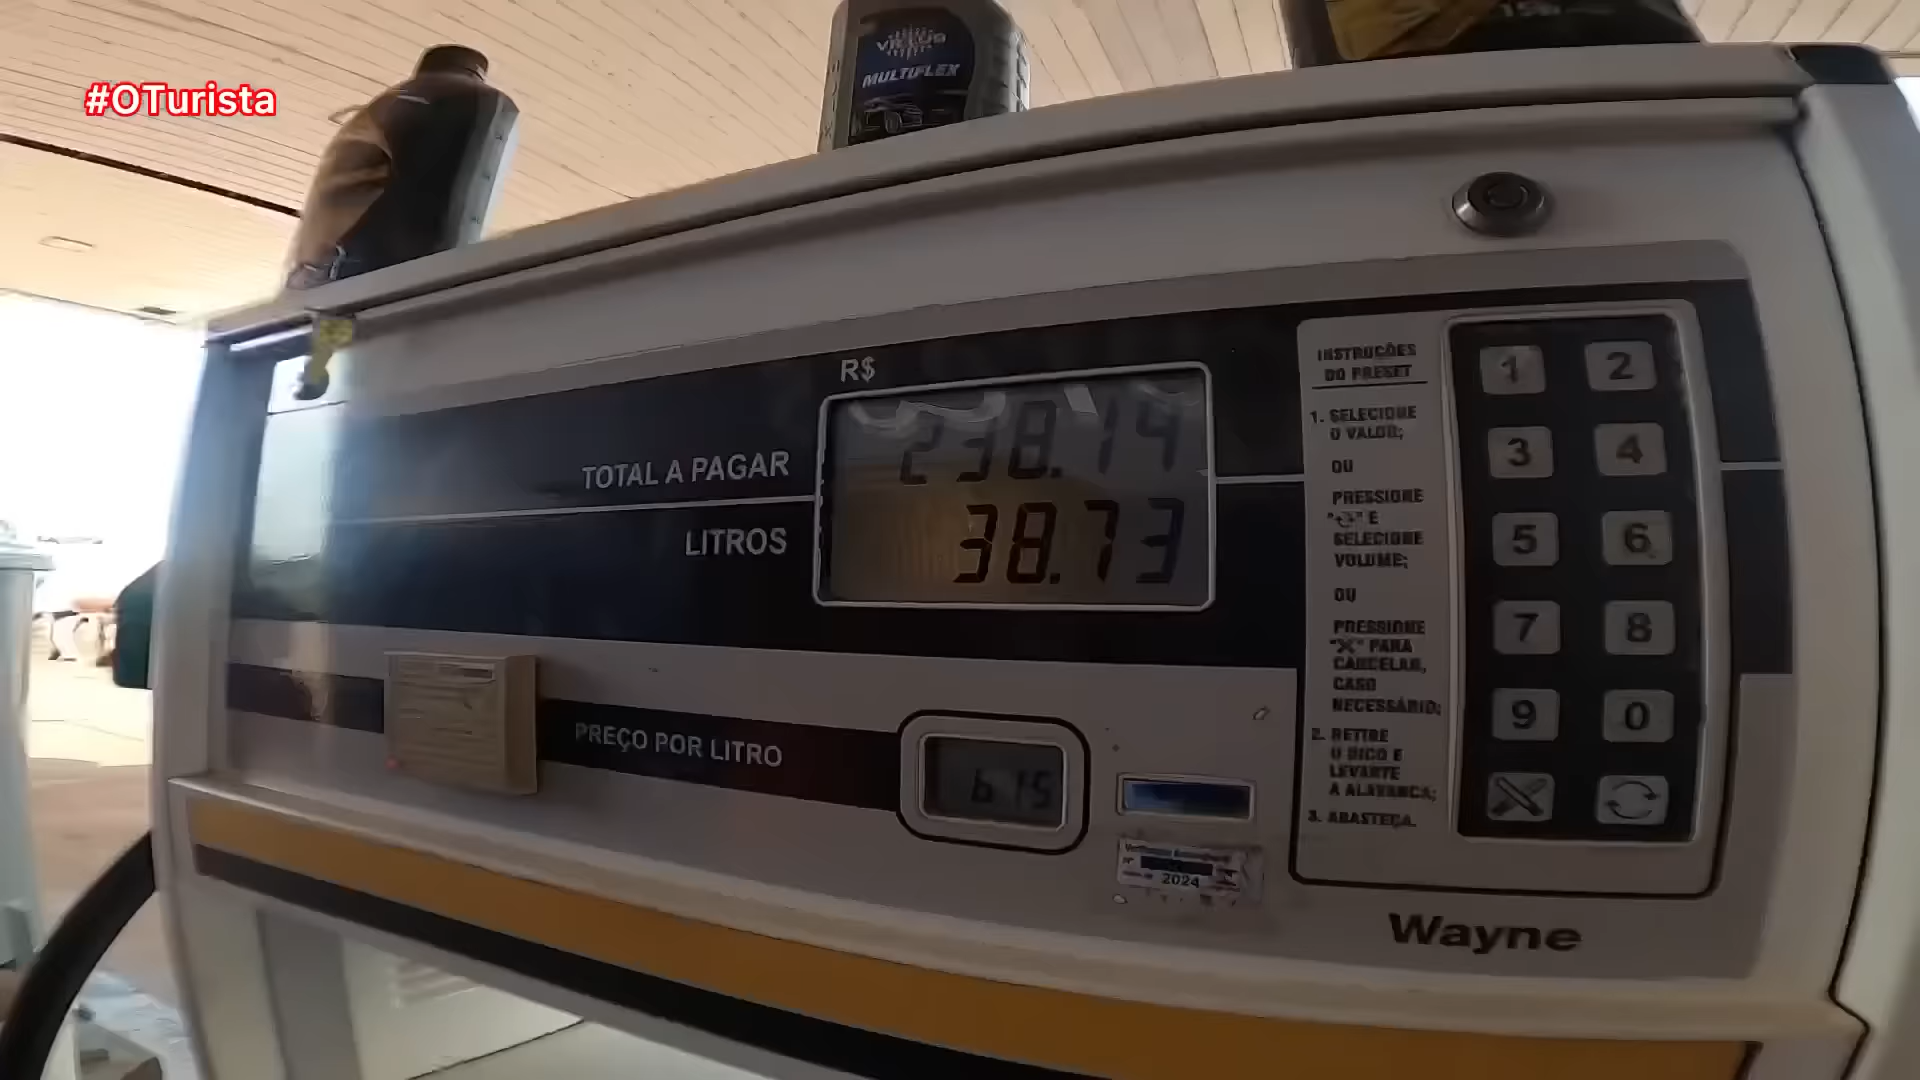 #OTurista
VILLUB
MULTIFLEX
R$
238.14
TOTAL A PAGAR
38.73
LITROS
PREÇO POR LITRO
6.15
2024
INSTRUÇÕES
DO PRESET
1. SELECIONE
O VALOR;
OU
PRESSIONE
" " E
SELECIONE
VOLUME;
OU
PRESSIONE
"X" PARA
CANCELAR,
CASO
NECESSÁRIO;
2. RETIRE
O BICO E
LEVANTE
A ALAVANCA;
3. ABASTEÇA.
1 2
3 4
5 6
7 8
9 0
Wayne